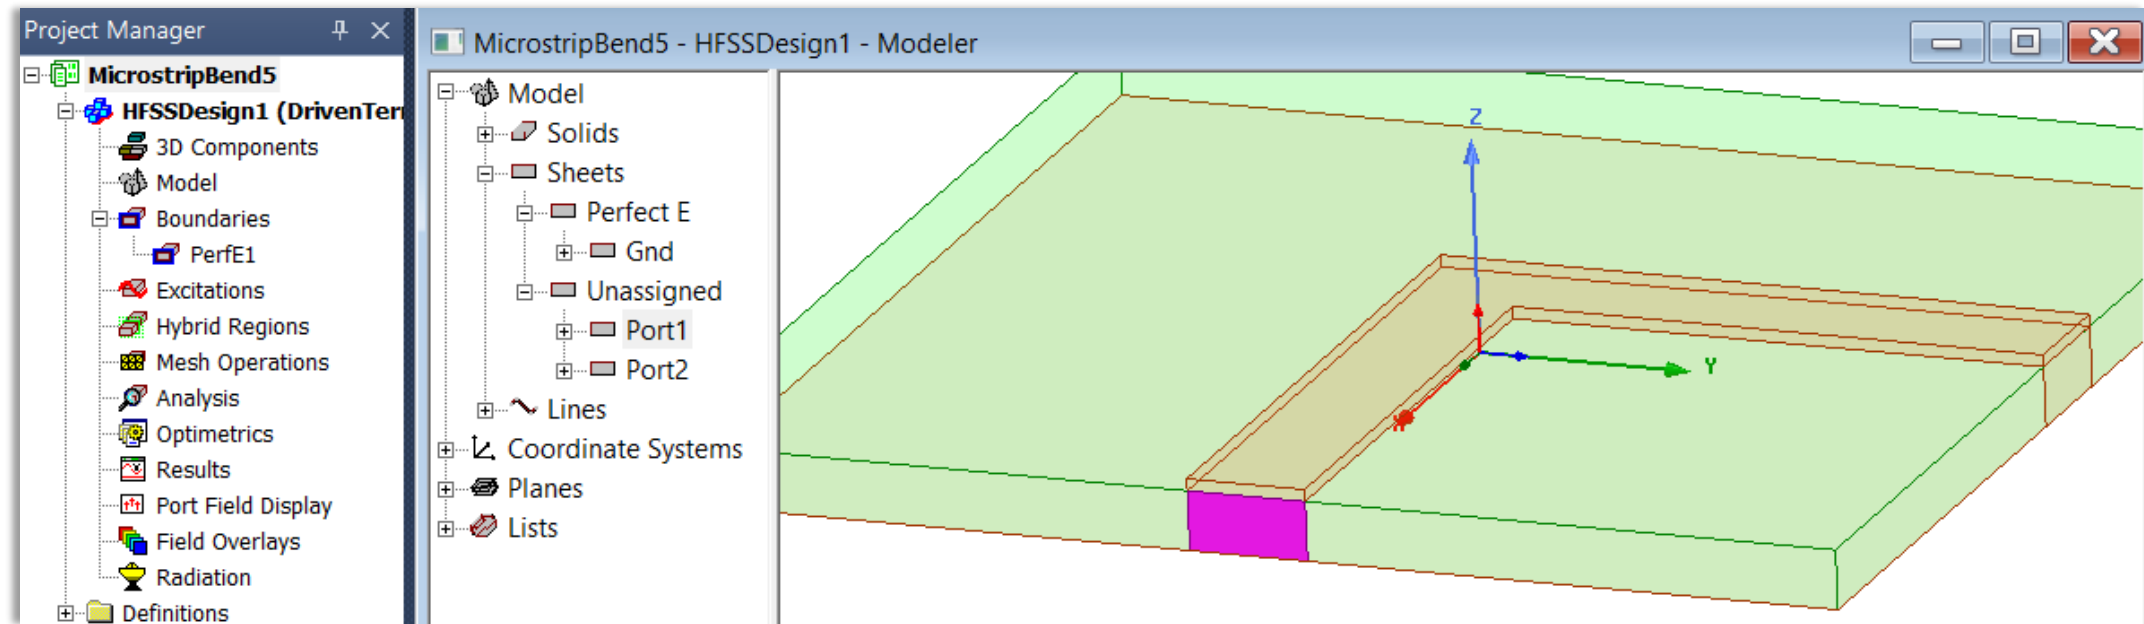 Project Manager
MicrostripBend5
HFSSDesign1 (DrivenTer
3D Components
Model
Boundaries
PerfE1
Excitations
Hybrid Regions
Mesh Operations
Analysis
Optimetrics
Results
Port Field Display
Field Overlays
Radiation
Definitions
MicrostripBend5 - HFSSDesign1 - Modeler
Model
Solids
Sheets
Perfect E
Gnd
Unassigned
Port1
Port2
Lines
Coordinate Systems
Planes
Lists
Z
Y